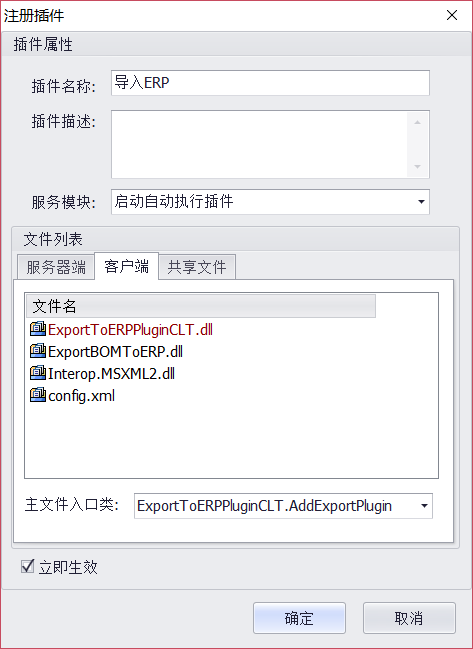 注册插件
插件属性
插件名称: 导入ERP
插件描述:
服务模块: 启动自动执行插件
文件列表
服务器端 客户端 共享文件
文件名
ExportToERPPluginCLT.dll
ExportBOMToERP.dll
Interop.MSXML2.dll
config.xml
主文件入口类: ExportToERPPluginCLT.AddExportPlugin
立即生效
确定 取消